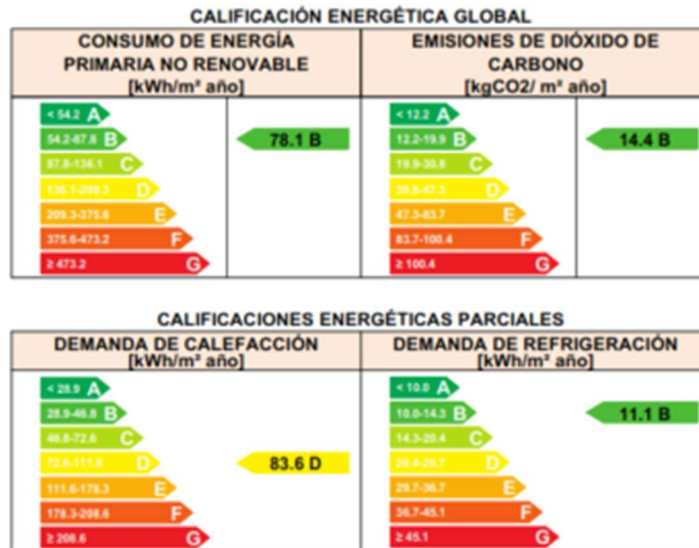 CALIFICACIÓN ENERGÉTICA GLOBAL
CONSUMO DE ENERGÍA
PRIMARIA NO RENOVABLE
[kWh/m² año]
< 54.2 A
54.2-87.8 B
87.8-136.1 C
136.1-209.3 D
209.3-375.6 E
375.6-473.2 F
≥ 473.2 G
78.1 B
EMISIONES DE DIÓXIDO DE
CARBONO
[kgCO2/ m² año]
< 12.2 A
12.2-19.9 B
19.9-30.8 C
30.8-47.3 D
47.3-83.7 E
83.7-100.4 F
≥ 100.4 G
14.4 B
CALIFICACIONES ENERGÉTICAS PARCIALES
DEMANDA DE CALEFACCIÓN
[kWh/m² año]
< 28.9 A
28.9-46.8 B
46.8-72.6 C
72.6-111.6 D
111.6-178.3 E
178.3-208.6 F
≥ 208.6 G
83.6 D
DEMANDA DE REFRIGERACIÓN
[kWh/m² año]
< 10.0 A
10.0-14.3 B
14.3-20.4 C
20.4-29.7 D
29.7-36.7 E
36.7-45.1 F
≥ 45.1 G
11.1 B